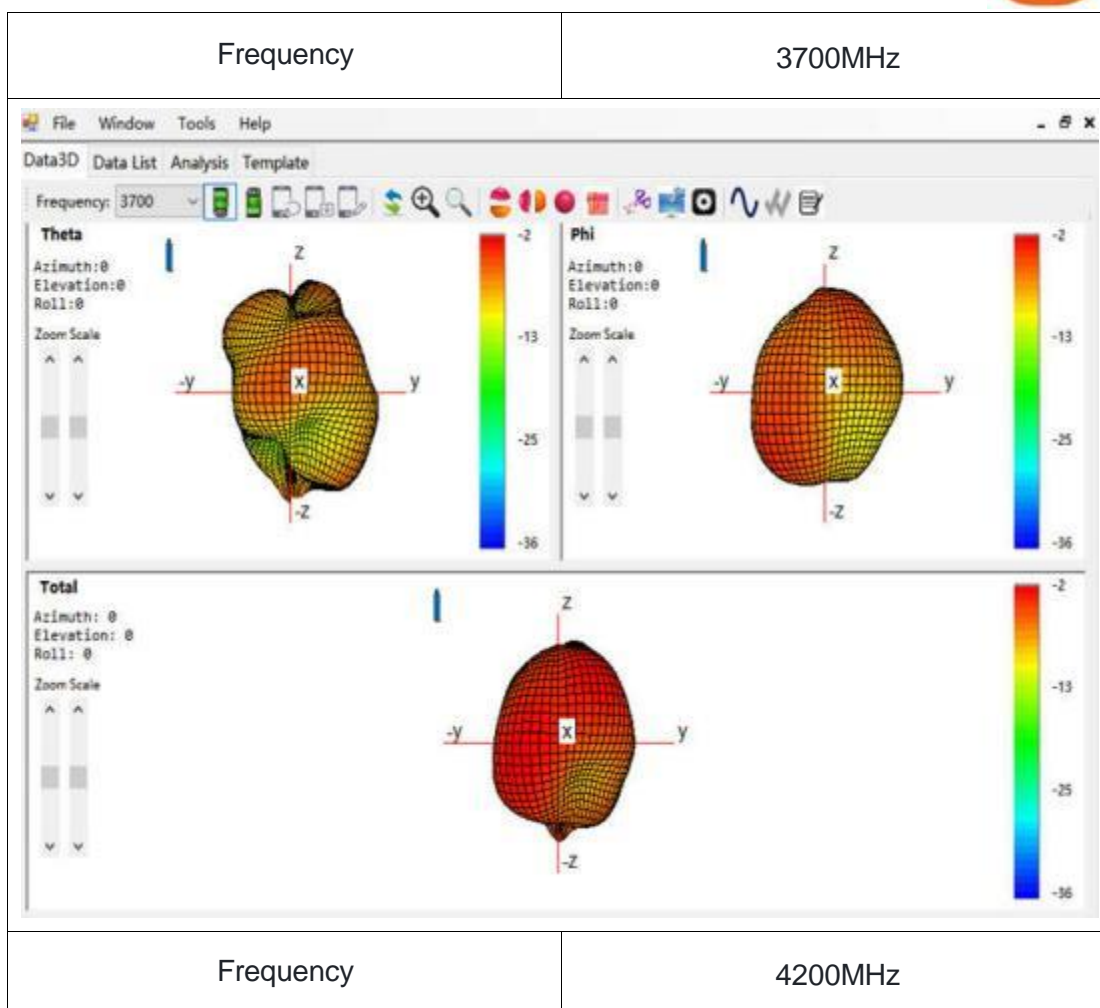 Frequency 3700MHz
File Window Tools Help
Data3D Data List Analysis Template
Frequency: 3700
Theta
Azimuth:0
Elevation:0
Roll:0
Zoom Scale
z
-y
x
y
-z
-2
-13
-25
-36
Phi
Azimuth:0
Elevation:0
Roll:0
Zoom Scale
z
-y
x
y
-z
-2
-13
-25
-36
Total
Azimuth: 0
Elevation: 0
Roll: 0
Zoom Scale
z
-y
x
y
-z
-2
-13
-25
-36
Frequency 4200MHz